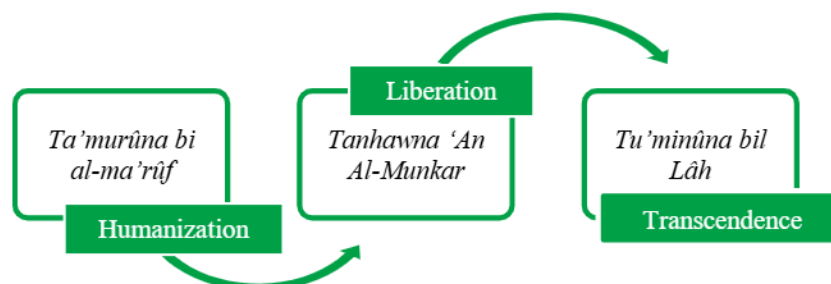 Ta’murûna bi
al-ma’rûf
Humanization
Liberation
Tanhawna ‘An
Al-Munkar
Tu’minûna bil
Lâh
Transcendence